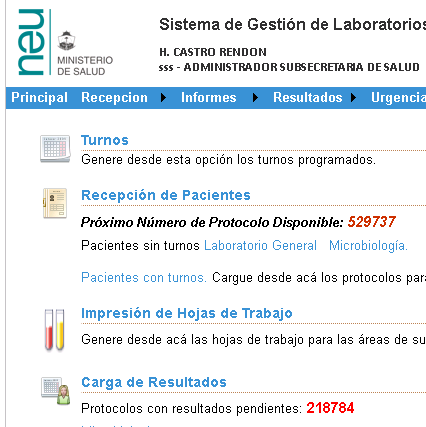 neu
MINISTERIO
DE SALUD
Sistema de Gestión de Laboratorios
H. CASTRO RENDON
sss - ADMINISTRADOR SUBSECRETARIA DE SALUD
Principal Recepcion Informes Resultados Urgencia
Turnos
Genere desde esta opción los turnos programados.
Recepción de Pacientes
Próximo Número de Protocolo Disponible: 529737
Pacientes sin turnos Laboratorio General Microbiología.
Pacientes con turnos. Cargue desde acá los protocolos para
Impresión de Hojas de Trabajo
Genere desde acá las hojas de trabajo para las áreas de su
Carga de Resultados
Protocolos con resultados pendientes: 218784